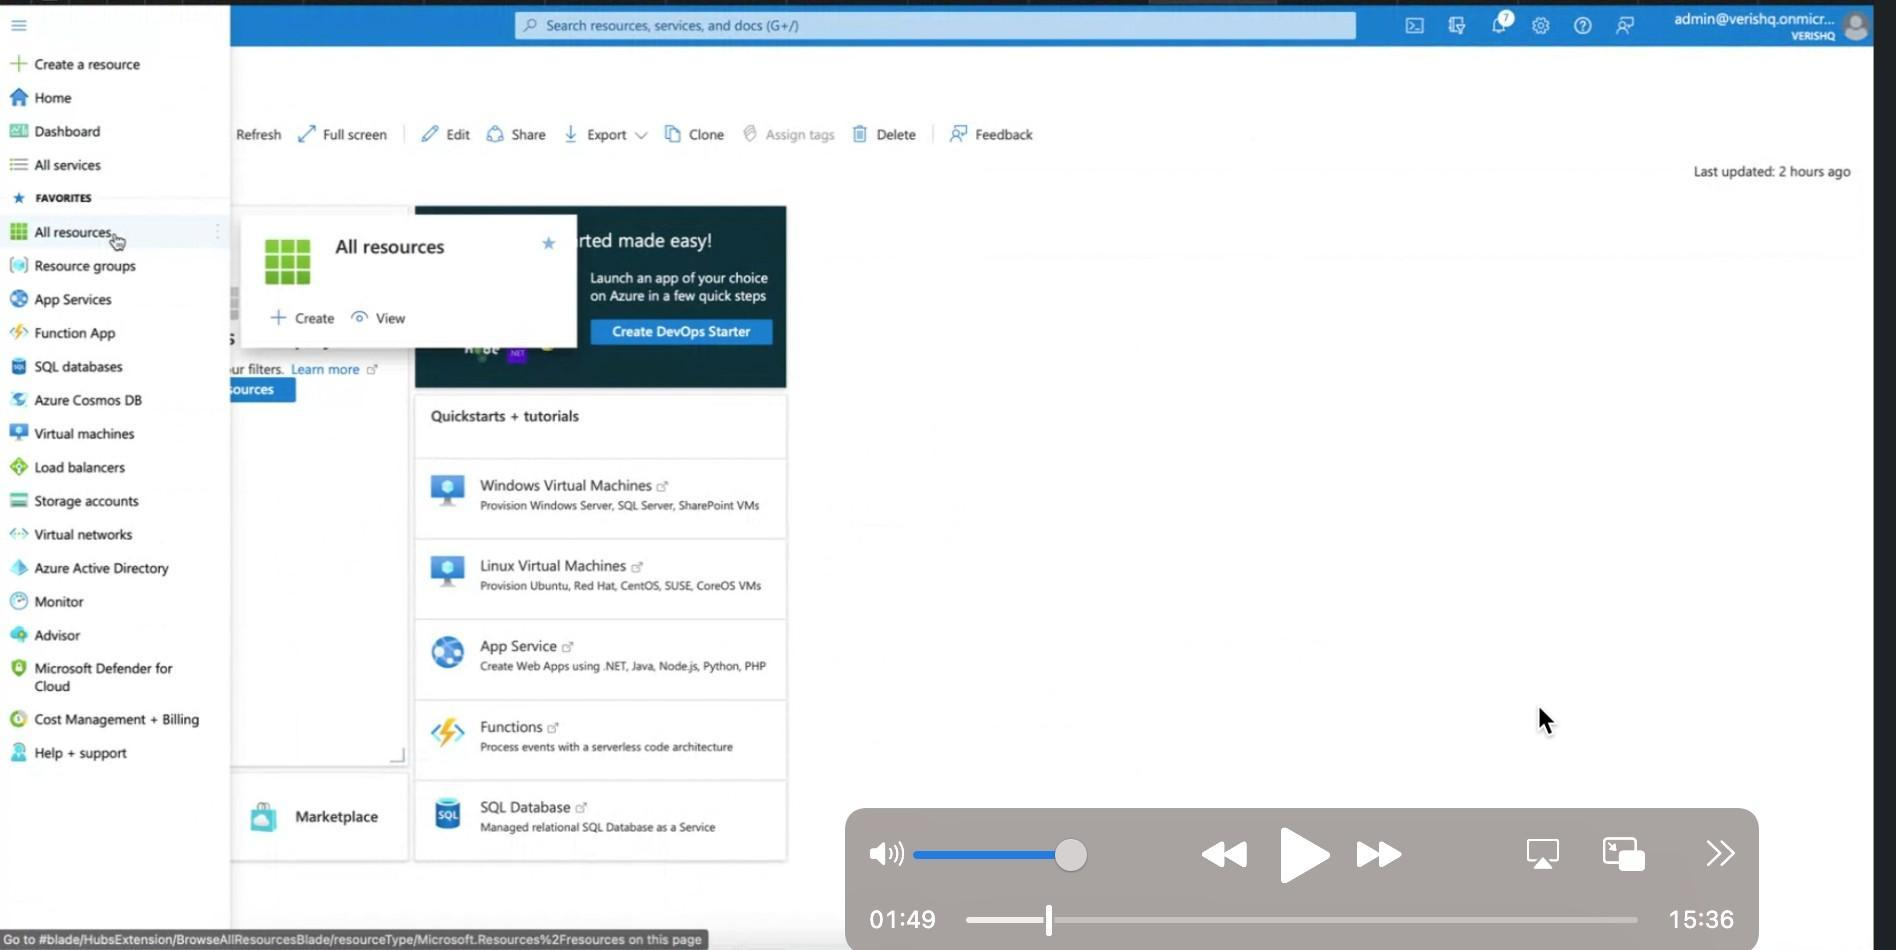 Search resources, services, and docs (G+/)
7
admin@verishq.onmicr...
VERISHQ
Create a resource
Home
Dashboard
All services
FAVORITES
All resources
Resource groups
App Services
Function App
SQL databases
Azure Cosmos DB
Virtual machines
Load balancers
Storage accounts
Virtual networks
Azure Active Directory
Monitor
Advisor
Microsoft Defender for
Cloud
Cost Management + Billing
Help + support
Refresh
Full screen
Edit
Share
Export
Clone
Assign tags
Delete
Feedback
Last updated: 2 hours ago
All resources
Create
View
s
ur filters. Learn more
sources
Marketplace
rted made easy!
Launch an app of your choice
on Azure in a few quick steps
Create DevOps Starter
NET
Quickstarts + tutorials
Windows Virtual Machines
Provision Windows Server, SQL Server, SharePoint VMs
Linux Virtual Machines
Provision Ubuntu, Red Hat, CentOS, SUSE, CoreOS VMs
App Service
Create Web Apps using .NET, Java, Node.js, Python, PHP
Functions
Process events with a serverless code architecture
SQL
SQL Database
Managed relational SQL Database as a Service
01:49
15:36
Go to #blade/HubsExtension/BrowseAllResourcesBlade/resourceType/Microsoft.Resources%2Fresources on this page